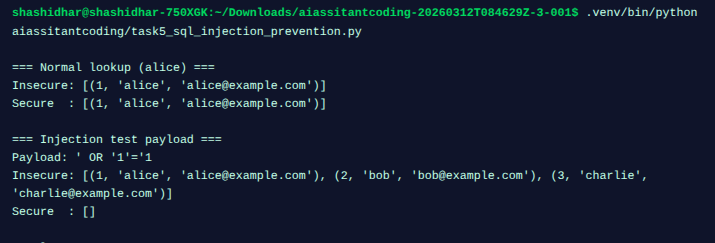 shashidhar@shashidhar-750XGK:~/Downloads/aiassitantcoding-20260312T084629Z-3-001$ .venv/bin/python
aiassitantcoding/task5_sql_injection_prevention.py
=== Normal lookup (alice) ===
Insecure: [(1, 'alice', 'alice@example.com')]
Secure  : [(1, 'alice', 'alice@example.com')]
=== Injection test payload ===
Payload: ' OR '1'='1
Insecure: [(1, 'alice', 'alice@example.com'), (2, 'bob', 'bob@example.com'), (3, 'charlie',
'charlie@example.com')]
Secure  : []